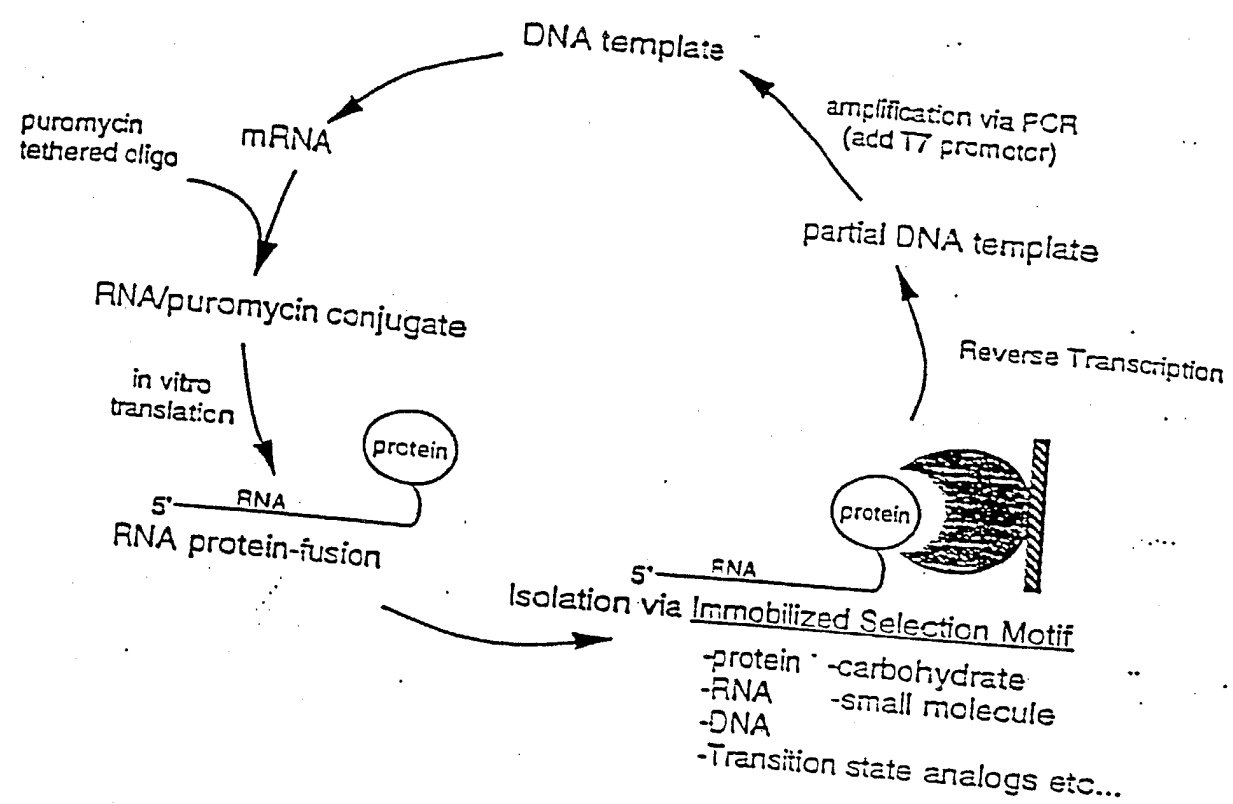 DNA template
amplification via PCR
(add T7 promotor)
puromycin
tethered oligo
mRNA
partial DNA template
RNA/puromycin conjugate
Reverse Transcription
in vitro
translation
protein
5'
RNA
RNA protein-fusion
protein
5'
RNA
Isolation via Immobilized Selection Motif
-protein -carbohydrate
-RNA -small molecule
-DNA
-Transition state analogs etc...